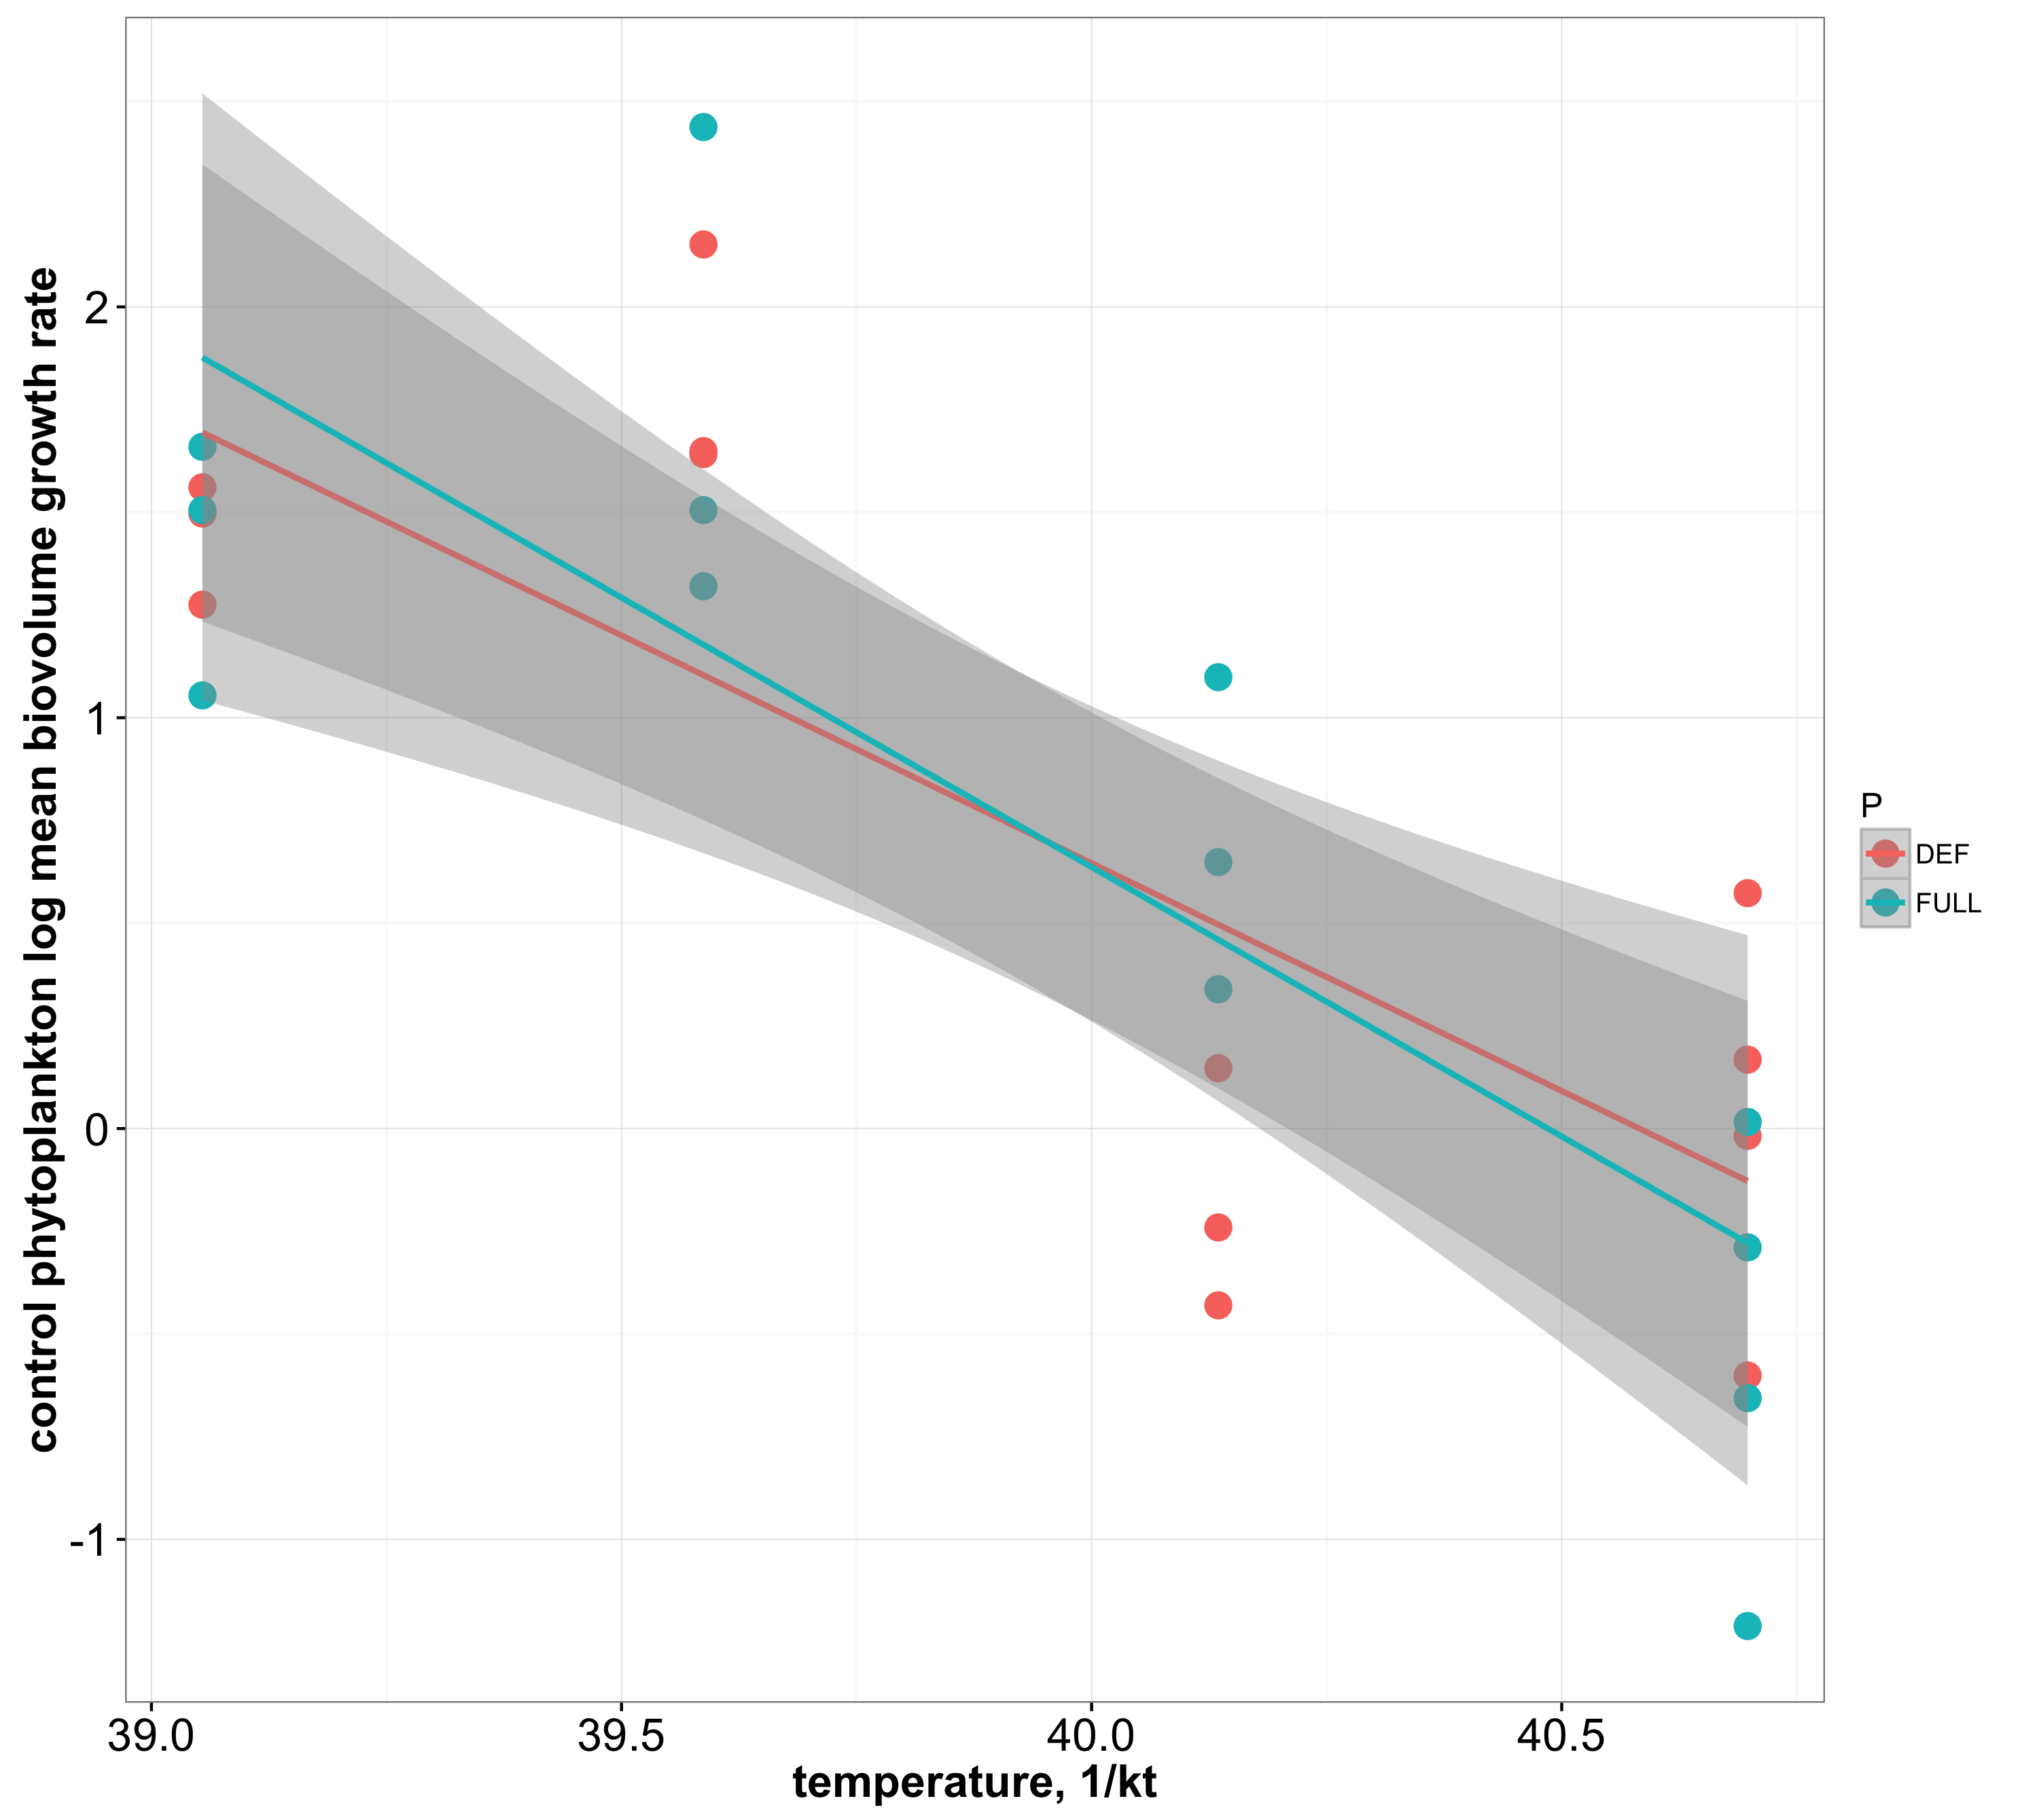 control phytoplankton log mean biovolume growth rate
2
1
0
-1
39.0
39.5
40.0
40.5
temperature, 1/kt
P
DEF
FULL